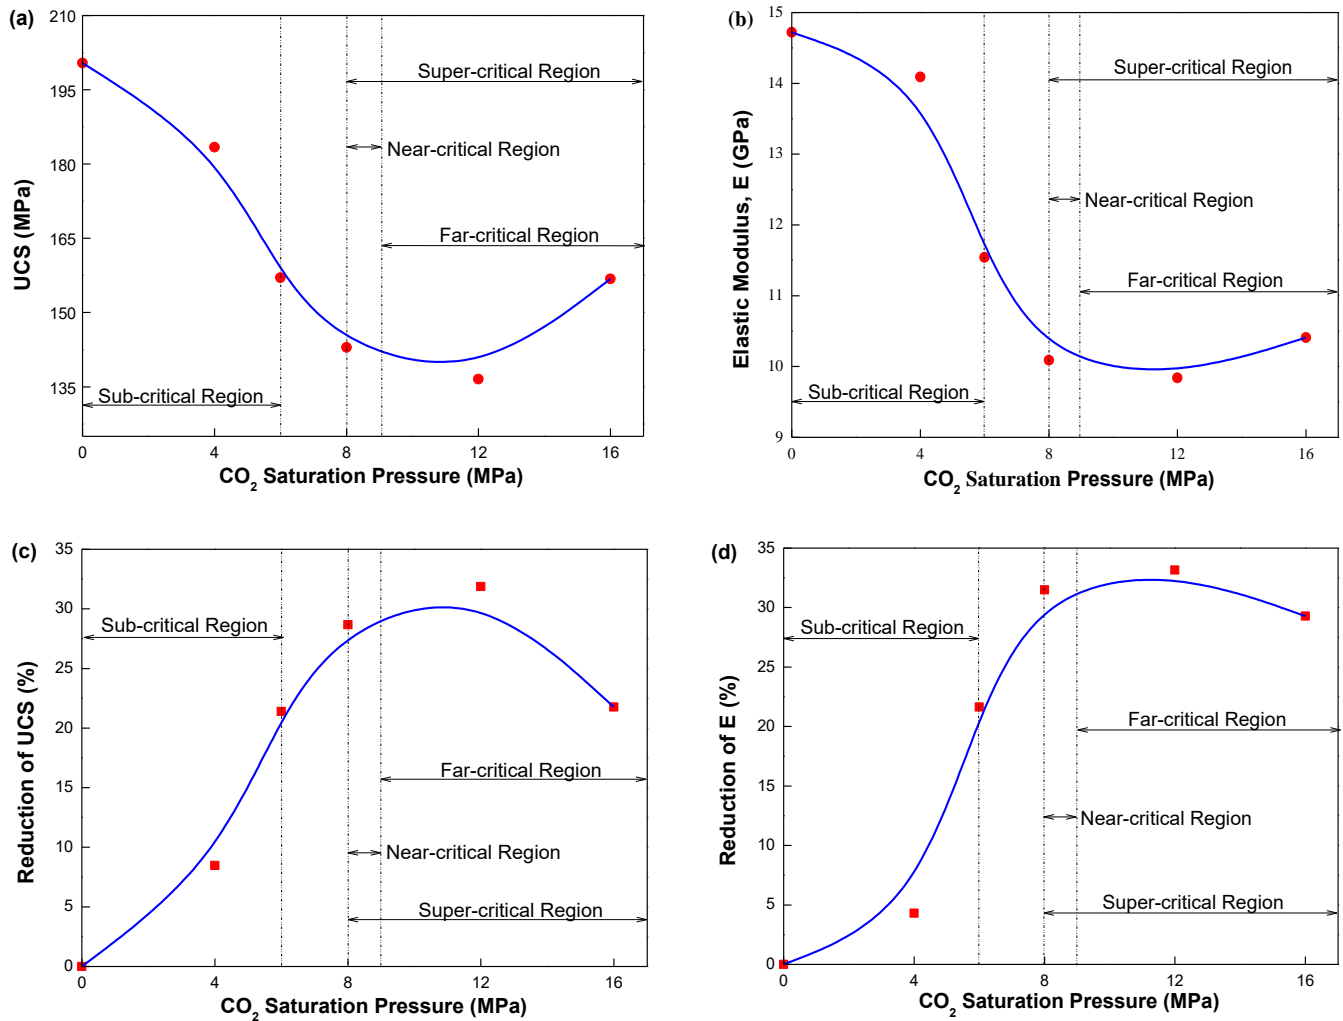 (a)
210
195
180
165
150
135
UCS (MPa)
Super-critical Region
Near-critical Region
Far-critical Region
Sub-critical Region
0
4
8
12
16
CO2 Saturation Pressure (MPa)
(b)
15
14
13
12
11
10
9
Elastic Modulus, E (GPa)
Super-critical Region
Near-critical Region
Far-critical Region
Sub-critical Region
0
4
8
12
16
CO2 Saturation Pressure (MPa)
(c)
35
30
25
20
15
10
5
0
Reduction of UCS (%)
Sub-critical Region
Far-critical Region
Near-critical Region
Super-critical Region
0
4
8
12
16
CO2 Saturation Pressure (MPa)
(d)
35
30
25
20
15
10
5
0
Reduction of E (%)
Sub-critical Region
Far-critical Region
Near-critical Region
Super-critical Region
0
4
8
12
16
CO2 Saturation Pressure (MPa)